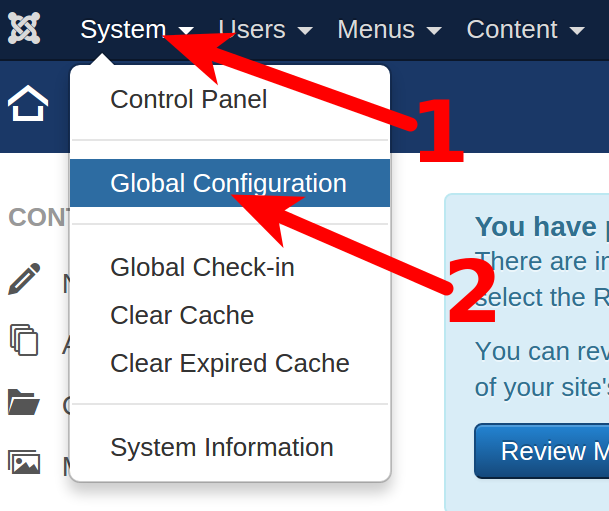 System Users Menus Content
Control Panel
1
Global Configuration
CON
You have
There are in
2
select the R
Global Check-in
Clear Cache
Clear Expired Cache
You can rev
of your site's
System Information
Review M